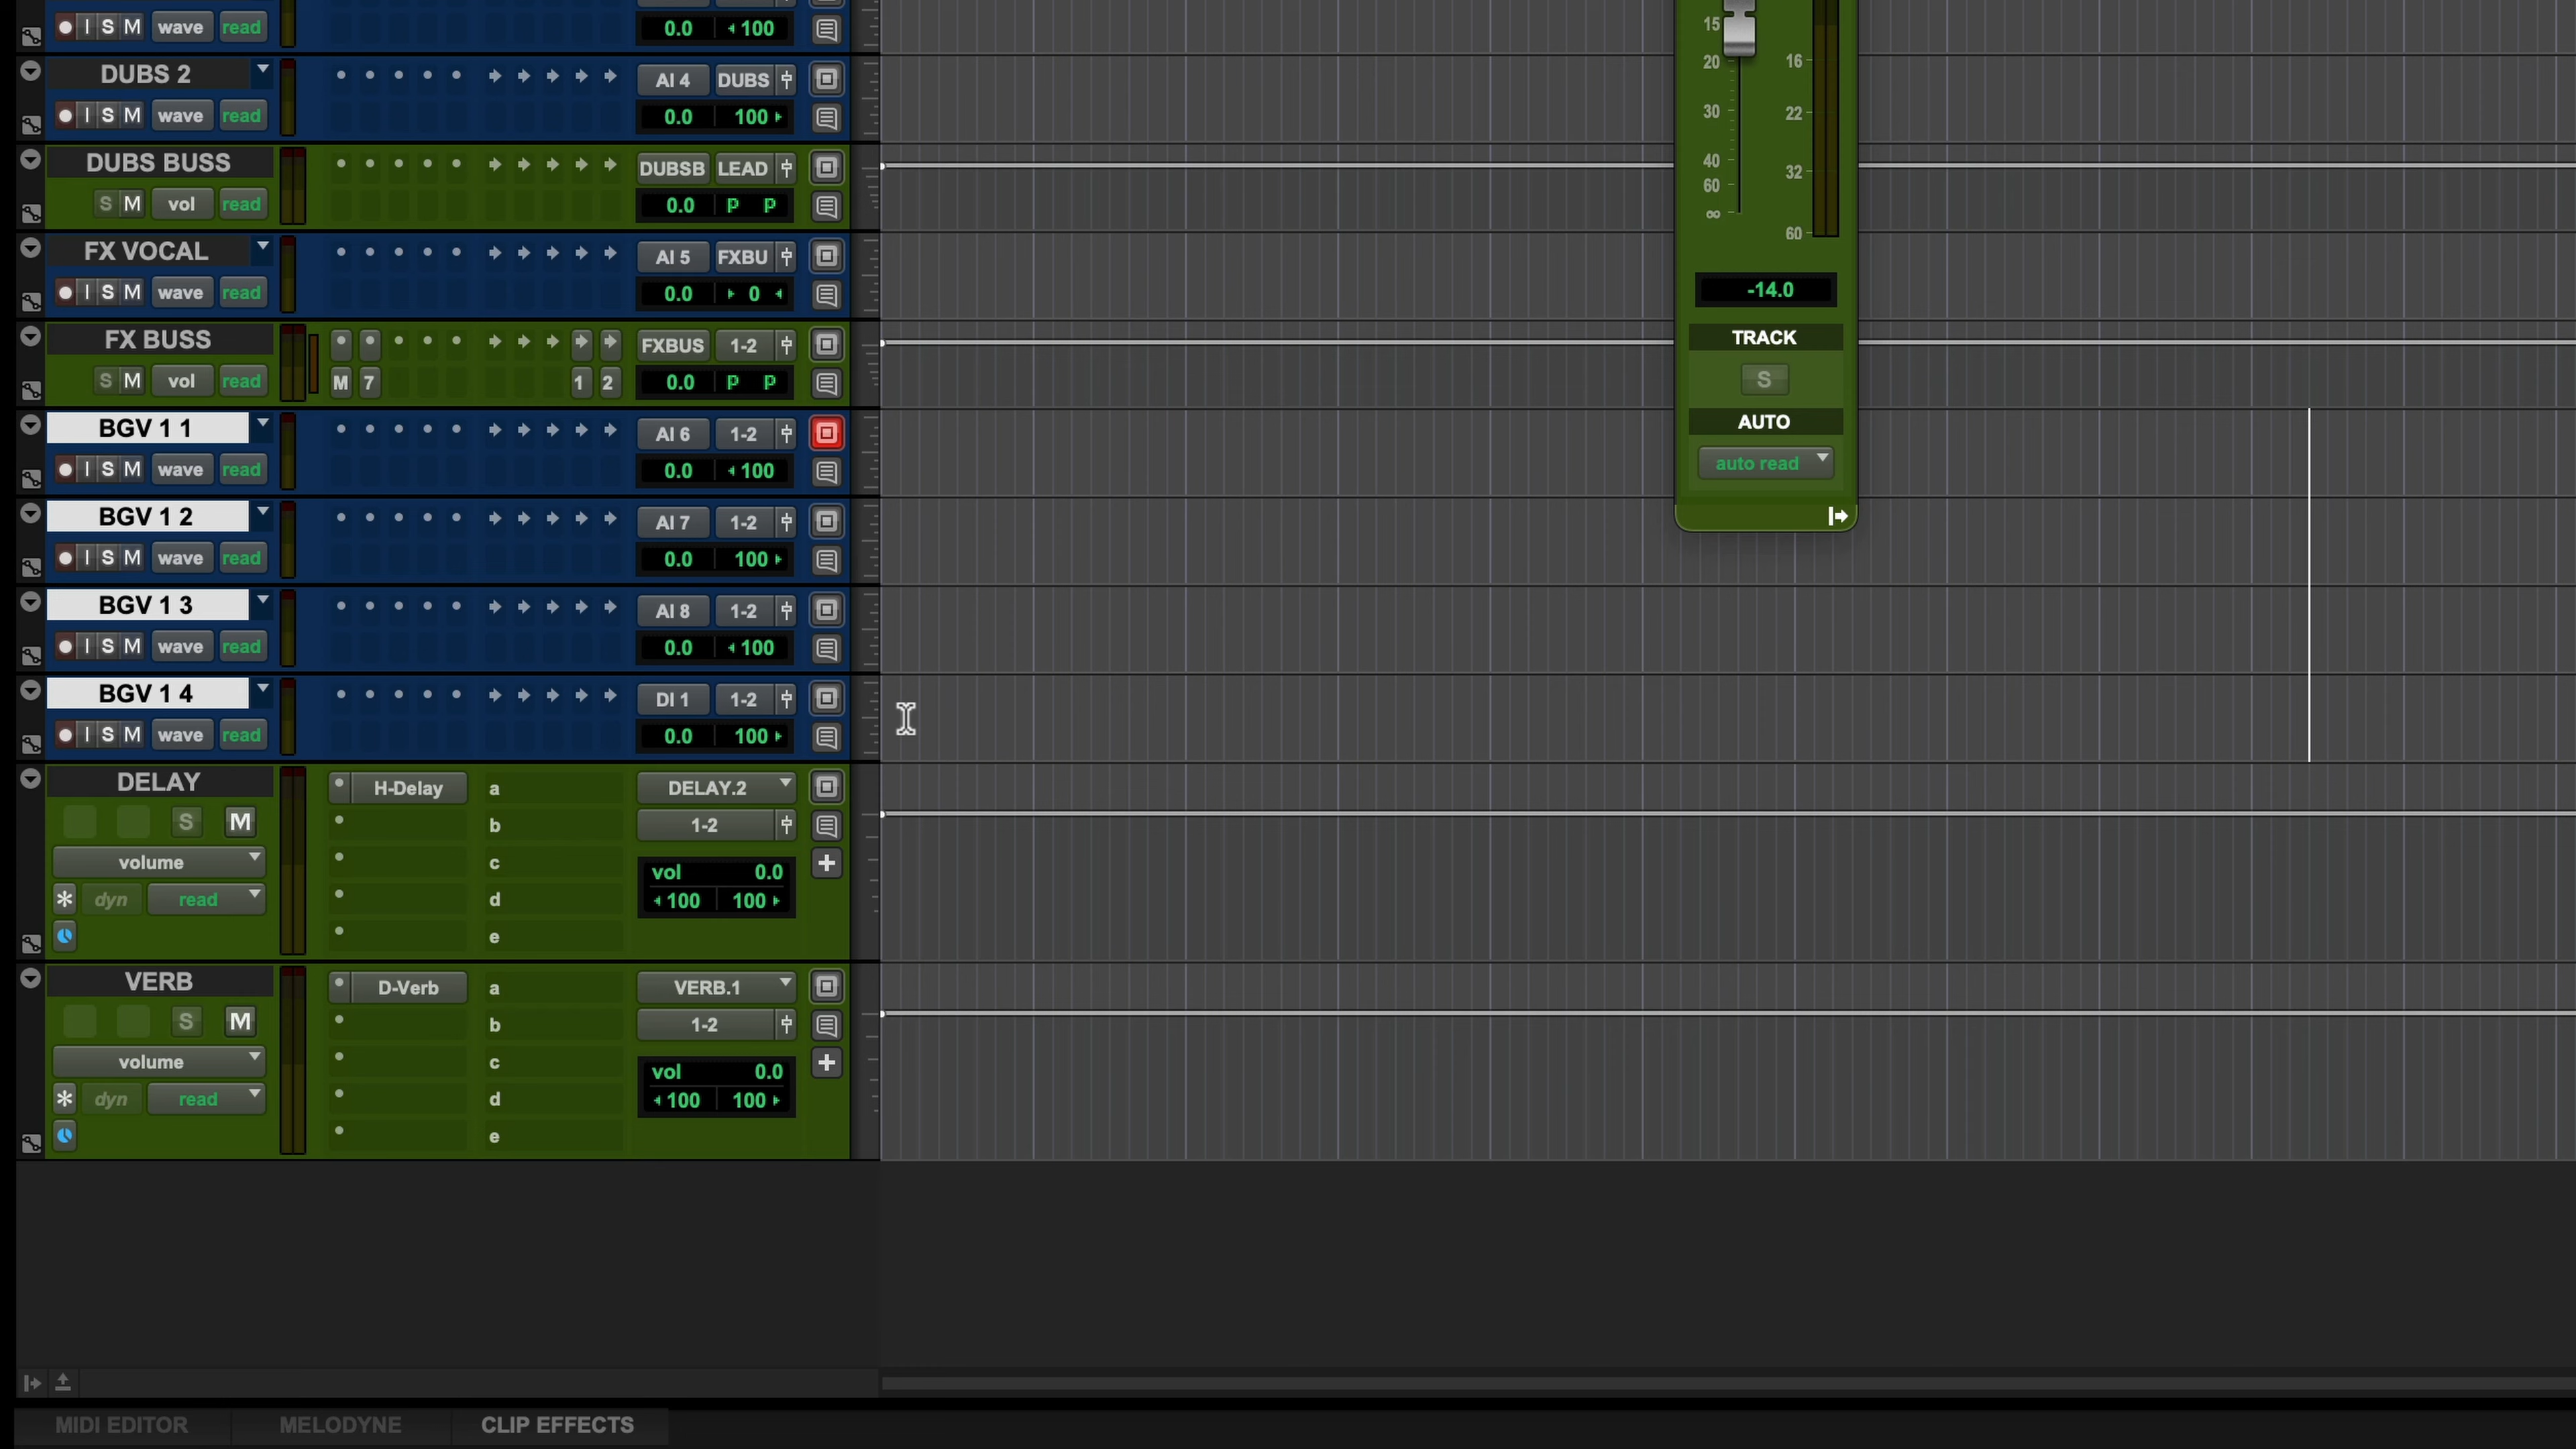 I S M wave read 0.0 100
DUBS 2 AI 4 DUBS
I S M wave read 0.0 100
DUBS BUSS DUBSB LEAD
S M vol read 0.0 P P
FX VOCAL AI 5 FXBU
I S M wave read 0.0 0
FX BUSS FXBUS 1-2
S M vol read M 7 1 2 0.0 P P
BGV 1 1 AI 6 1-2
I S M wave read 0.0 100
BGV 1 2 AI 7 1-2
I S M wave read 0.0 100
BGV 1 3 AI 8 1-2
I S M wave read 0.0 100
BGV 1 4 DI 1 1-2
I S M wave read 0.0 100
DELAY H-Delay a DELAY.2
S M b 1-2
volume c vol 0.0
* dyn read d 100 100
e
VERB D-Verb a VERB.1
S M b 1-2
volume c vol 0.0
* dyn read d 100 100
e
15
20 16
30 22
40 32
60
∞ 60
-14.0
TRACK
S
AUTO
auto read
MIDI EDITOR MELODYNE CLIP EFFECTS